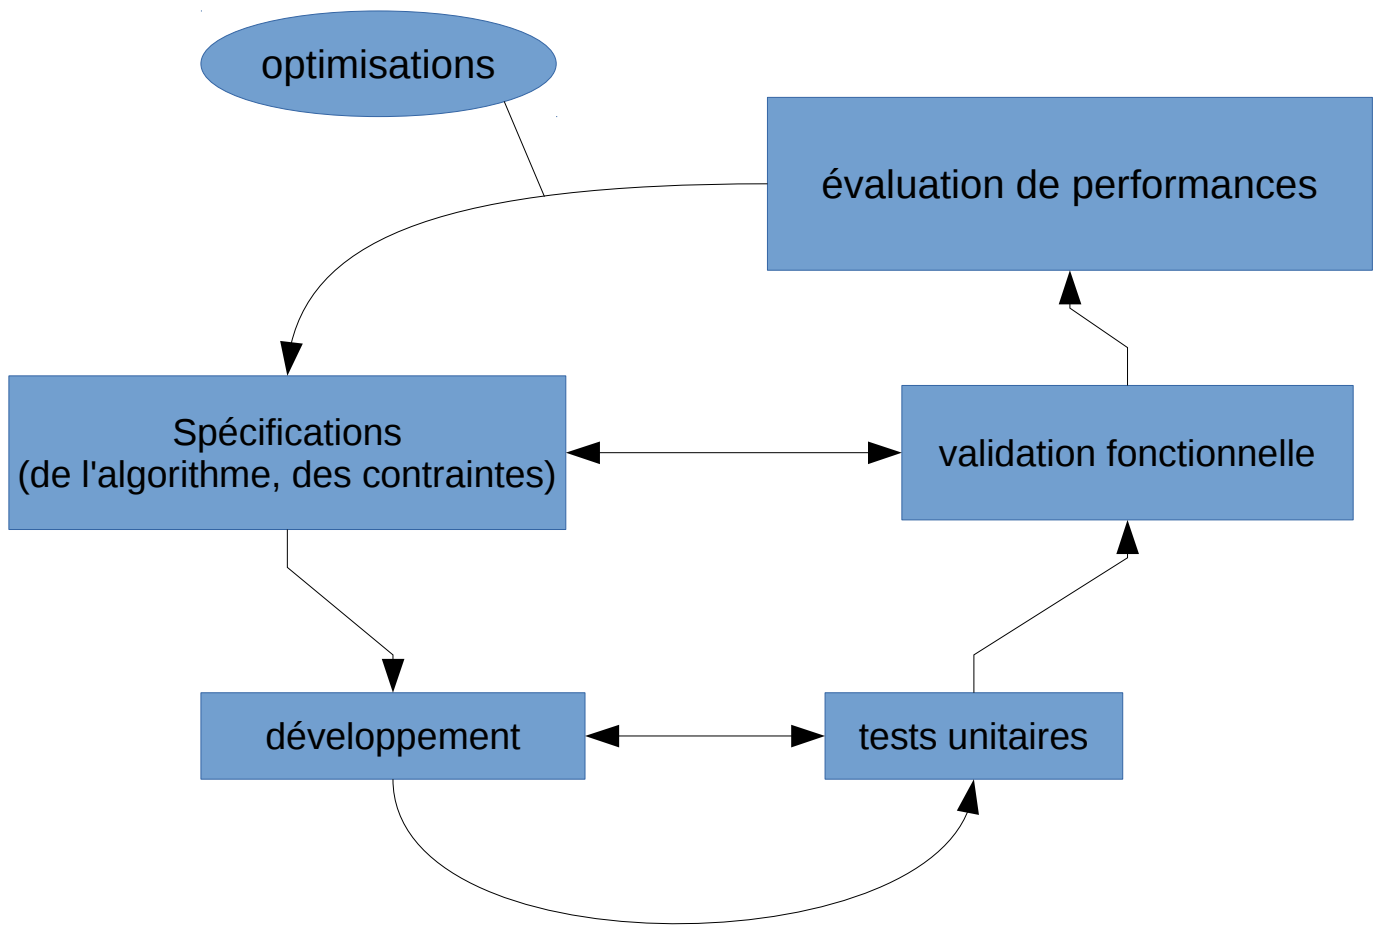 optimisations
évaluation de performances
Spécifications
(de l'algorithme, des contraintes)
validation fonctionnelle
développement
tests unitaires